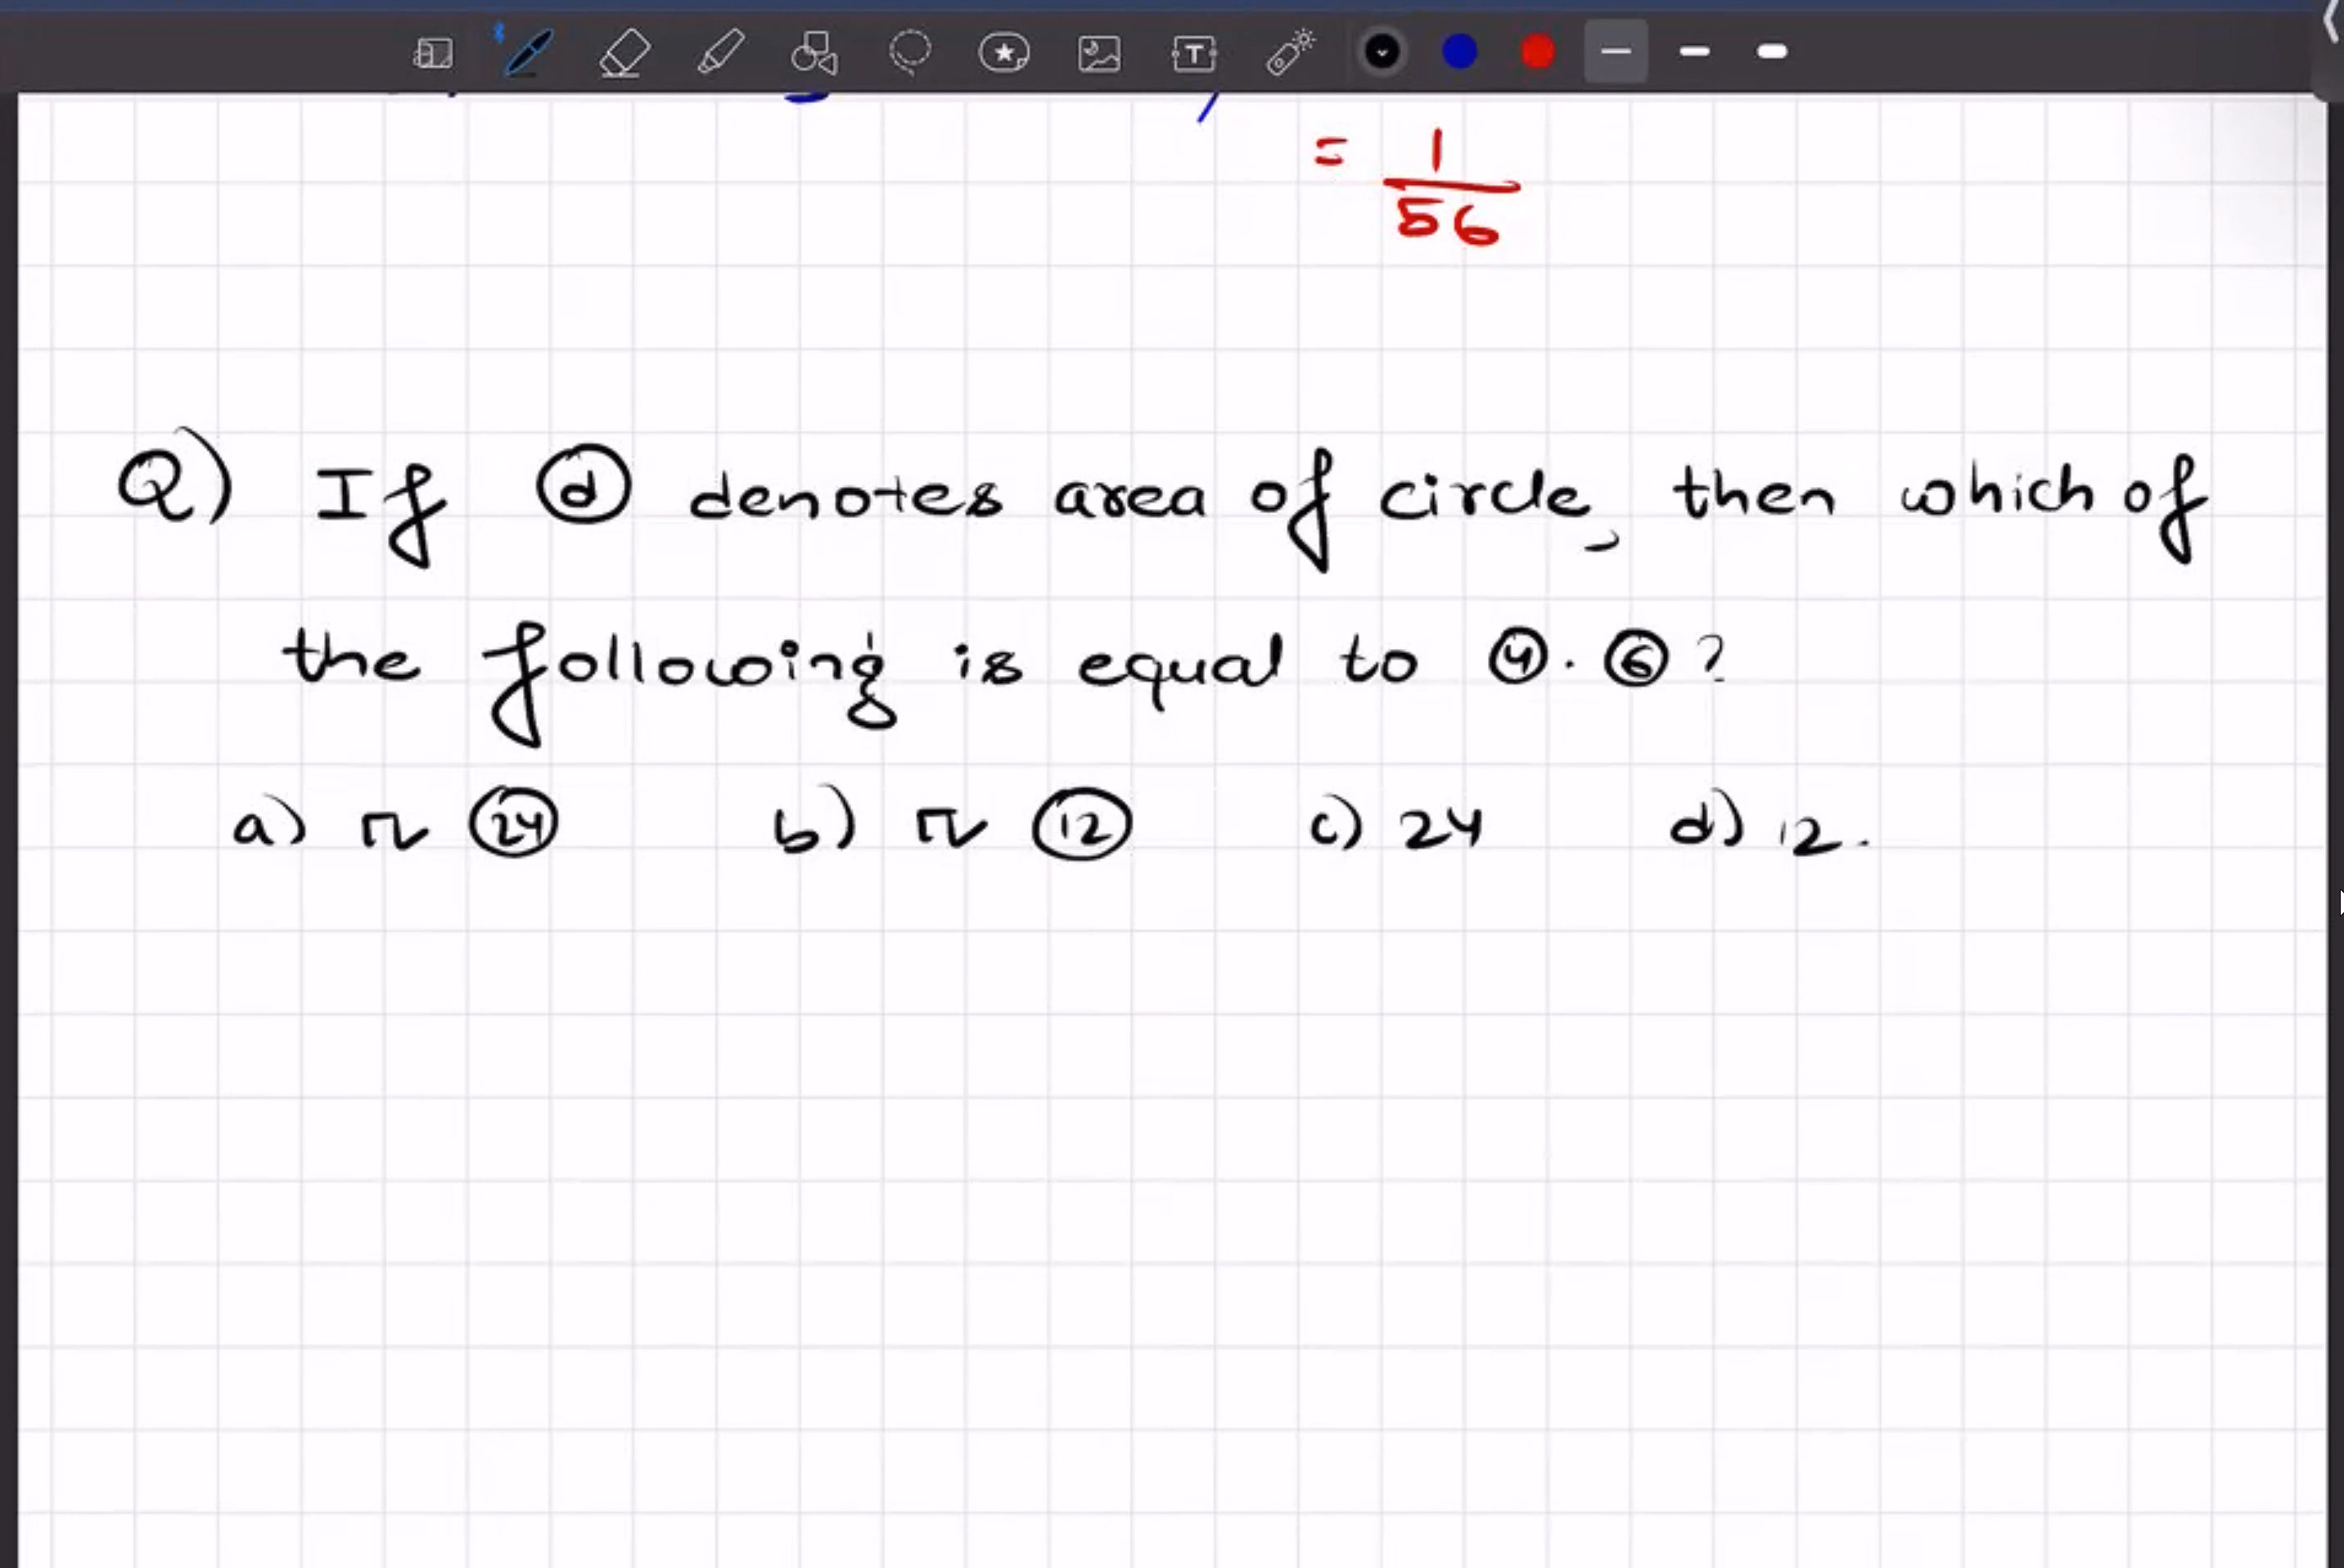 = 1
56
Q) If ⓓ denotes area of circle, then which of
the following is equal to ④. ⑥ ?
a) π ㉔ b) π ⑫ c) 24 d) 12.